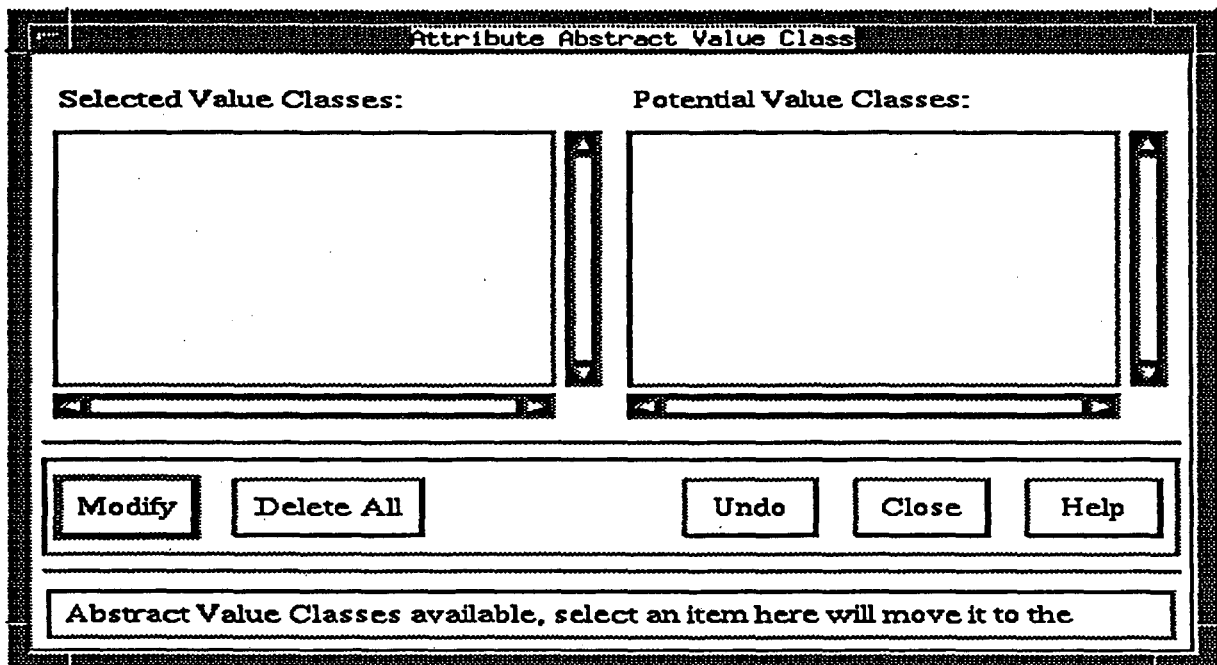 Attribute Abstract Value Class
Selected Value Classes:
Potential Value Classes:
Modify
Delete All
Undo
Close
Help
Abstract Value Classes available, select an item here will move it to the